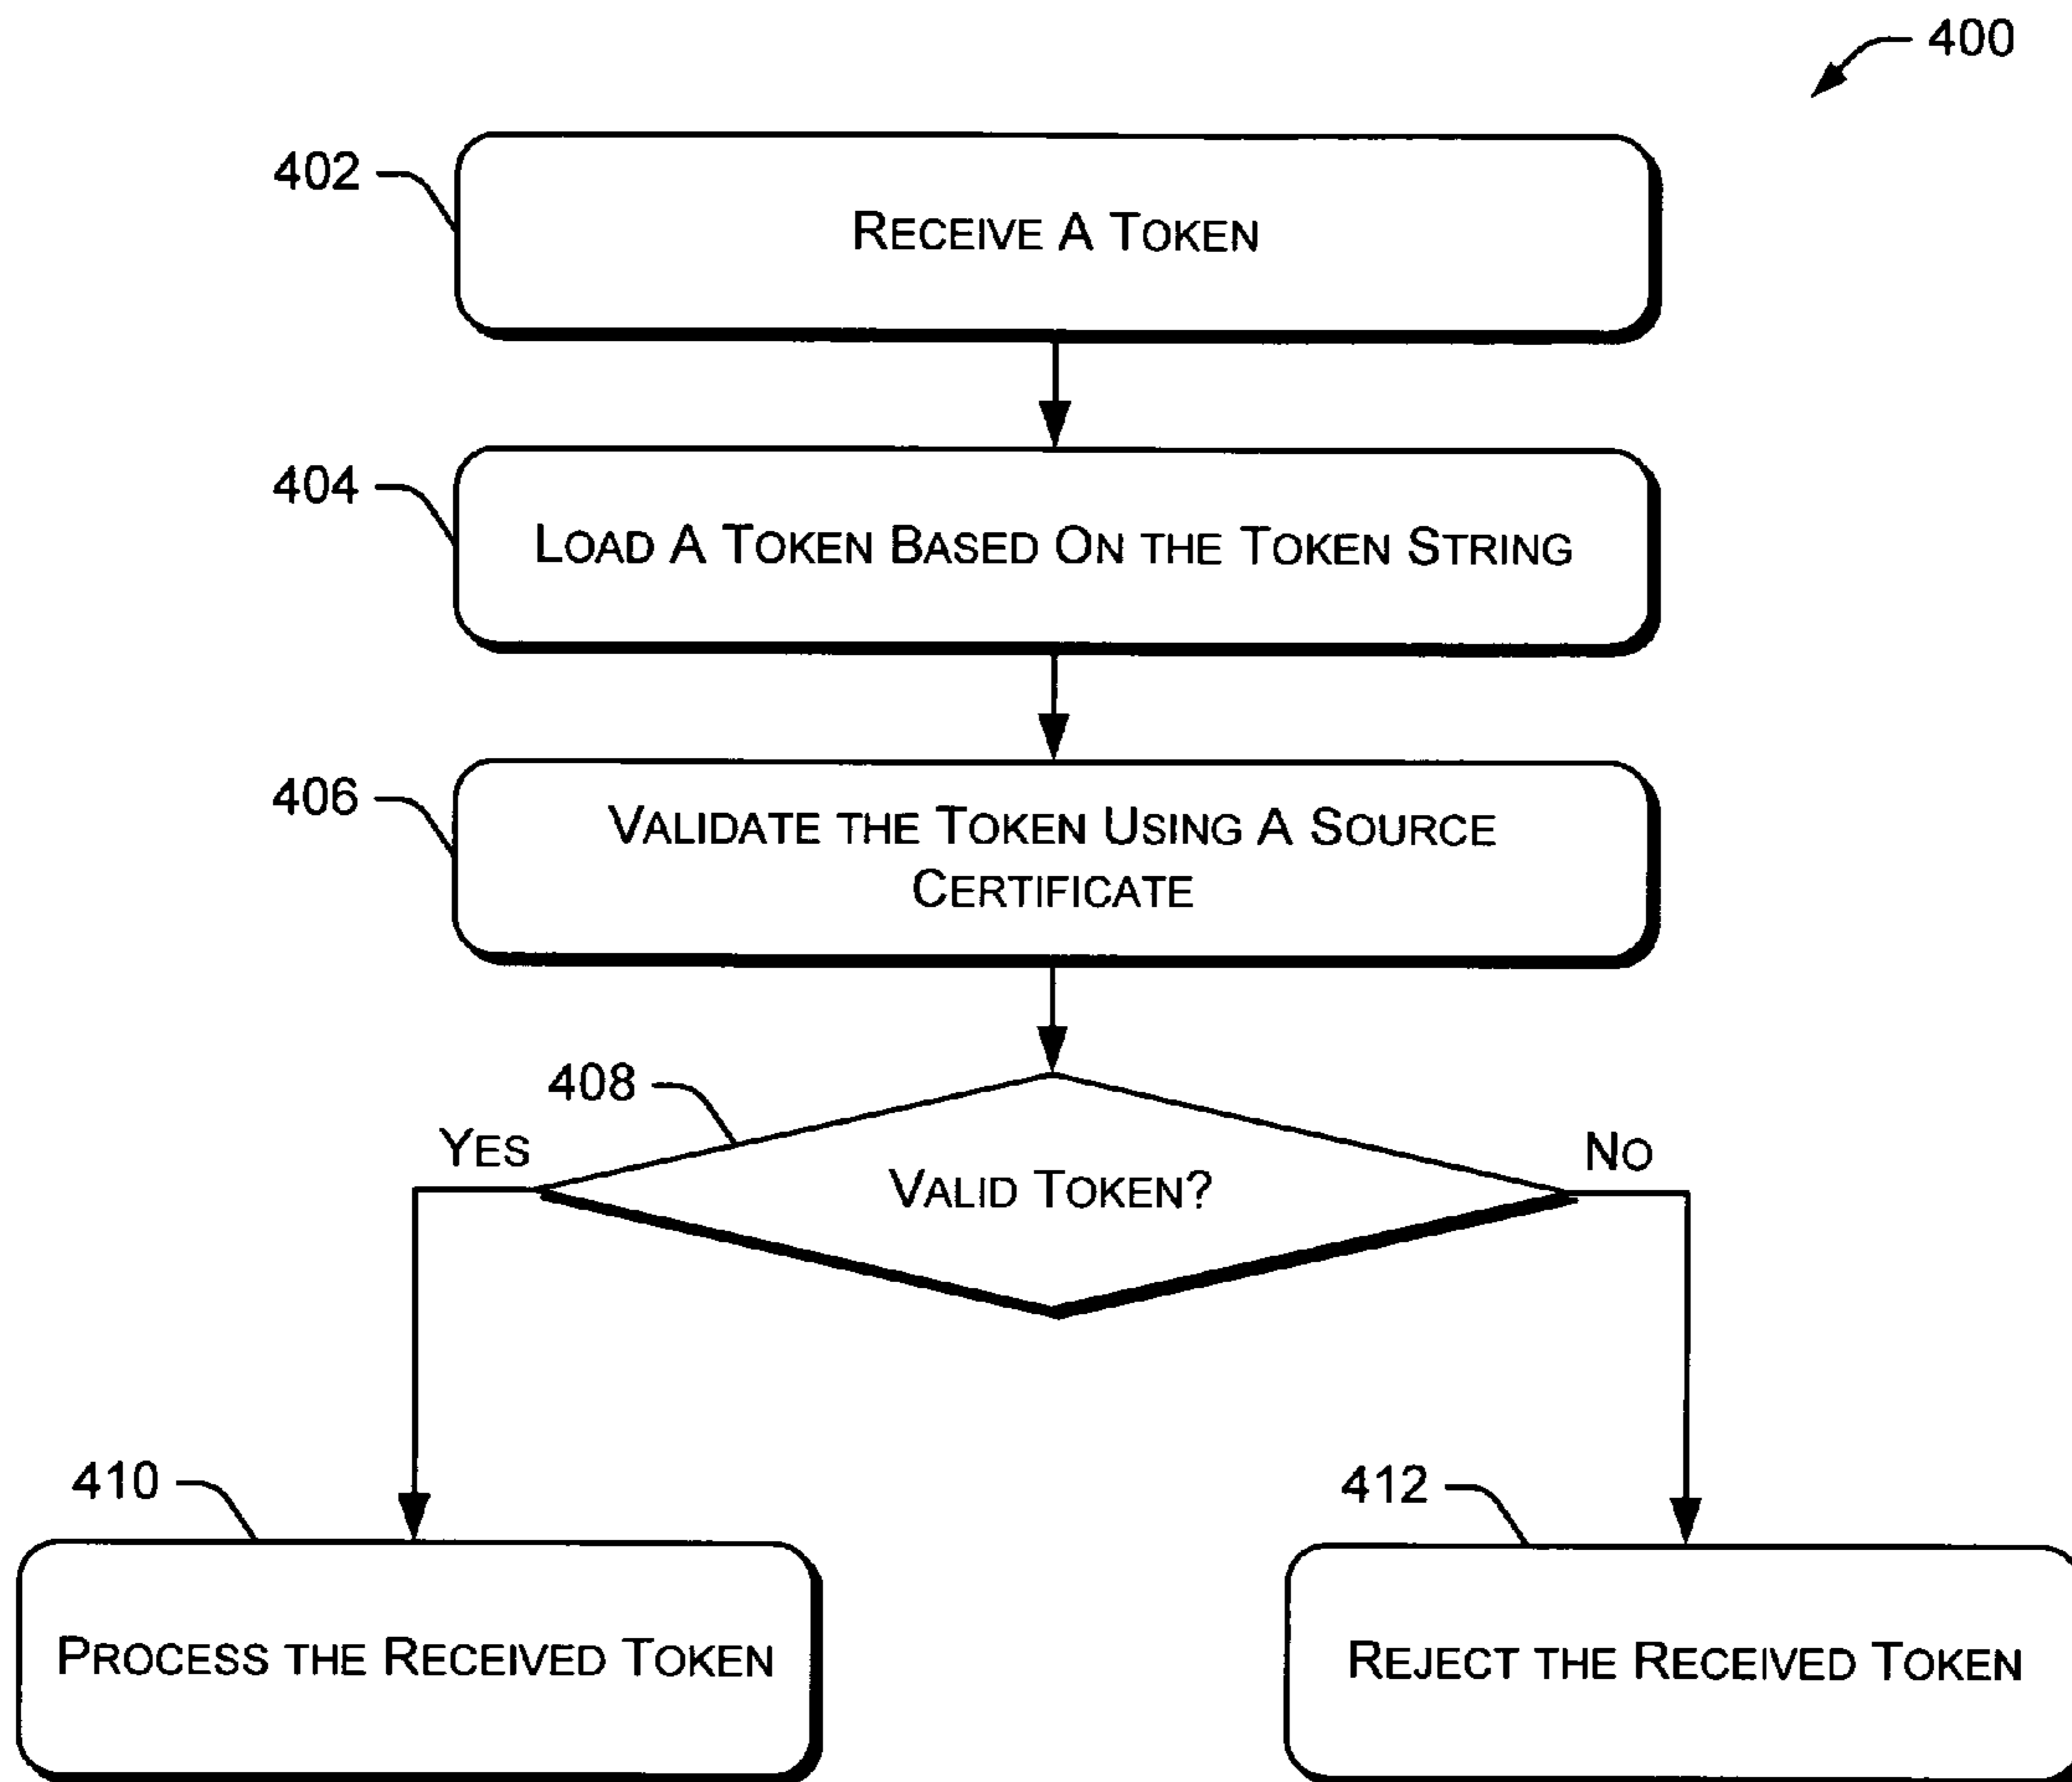 400
402
RECEIVE A TOKEN
404
LOAD A TOKEN BASED ON THE TOKEN STRING
406
VALIDATE THE TOKEN USING A SOURCE
CERTIFICATE
408
YES
NO
VALID TOKEN?
410
412
PROCESS THE RECEIVED TOKEN
REJECT THE RECEIVED TOKEN